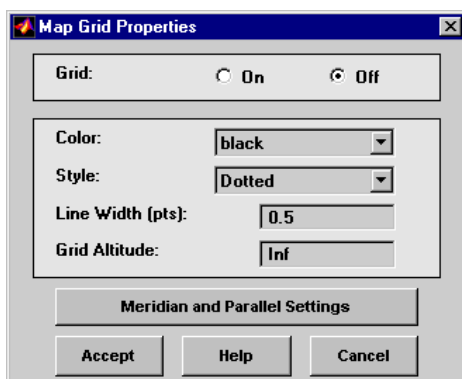 Map Grid Properties
Grid: On Off
Color: black
Style: Dotted
Line Width (pts): 0.5
Grid Altitude: Inf
Meridian and Parallel Settings
Accept Help Cancel